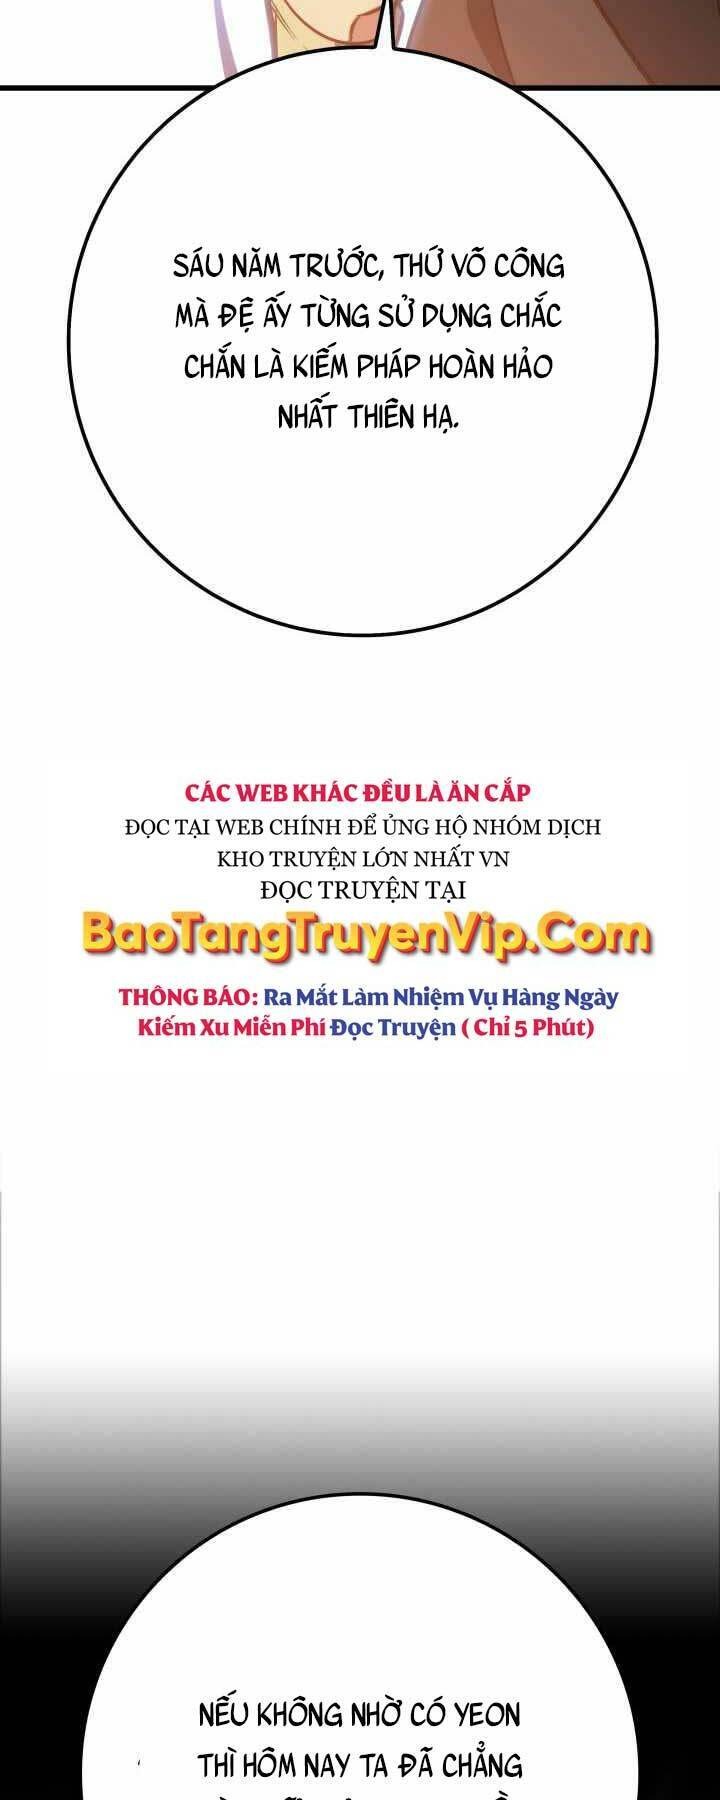 SÁU NĂM TRƯỚC, THỨ VÕ CÔNG
MÀ ĐỆ ẤY TỪNG SỬ DỤNG CHẮC
CHẮN LÀ KIẾM PHÁP HOÀN HẢO
NHẤT THIÊN HẠ.
CÁC WEB KHÁC ĐỀU LÀ ĂN CẮP
ĐỌC TẠI WEB CHÍNH ĐỂ ỦNG HỘ NHÓM DỊCH
KHO TRUYỆN LỚN NHẤT VN
ĐỌC TRUYỆN TẠI
BaoTangTruyenVip.Com
THÔNG BÁO: Ra Mắt Làm Nhiệm Vụ Hàng Ngày
Kiếm Xu Miễn Phí Đọc Truyện ( Chỉ 5 Phút)
NẾU KHÔNG NHỜ CÓ YEON
THÌ HÔM NAY TA ĐÃ CHẲNG